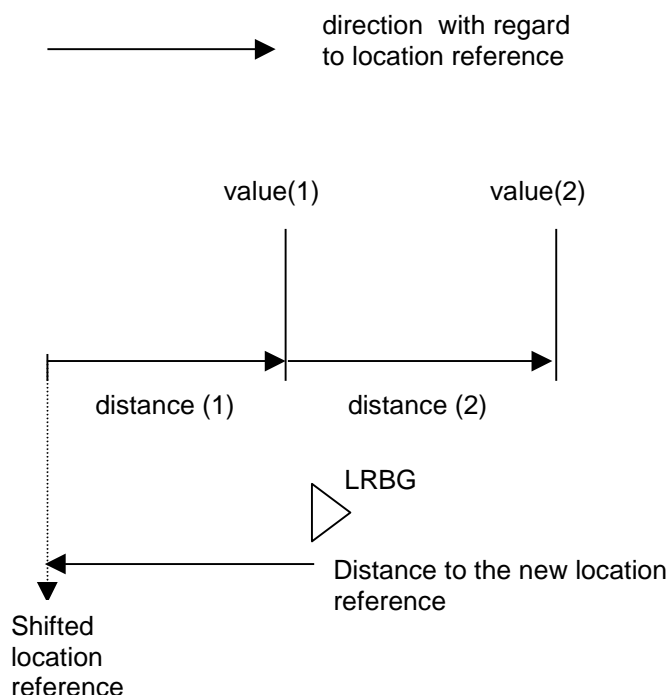 direction with regard
to location reference
value(1)
value(2)
distance (1)
distance (2)
LRBG
Distance to the new location
reference
Shifted
location
reference